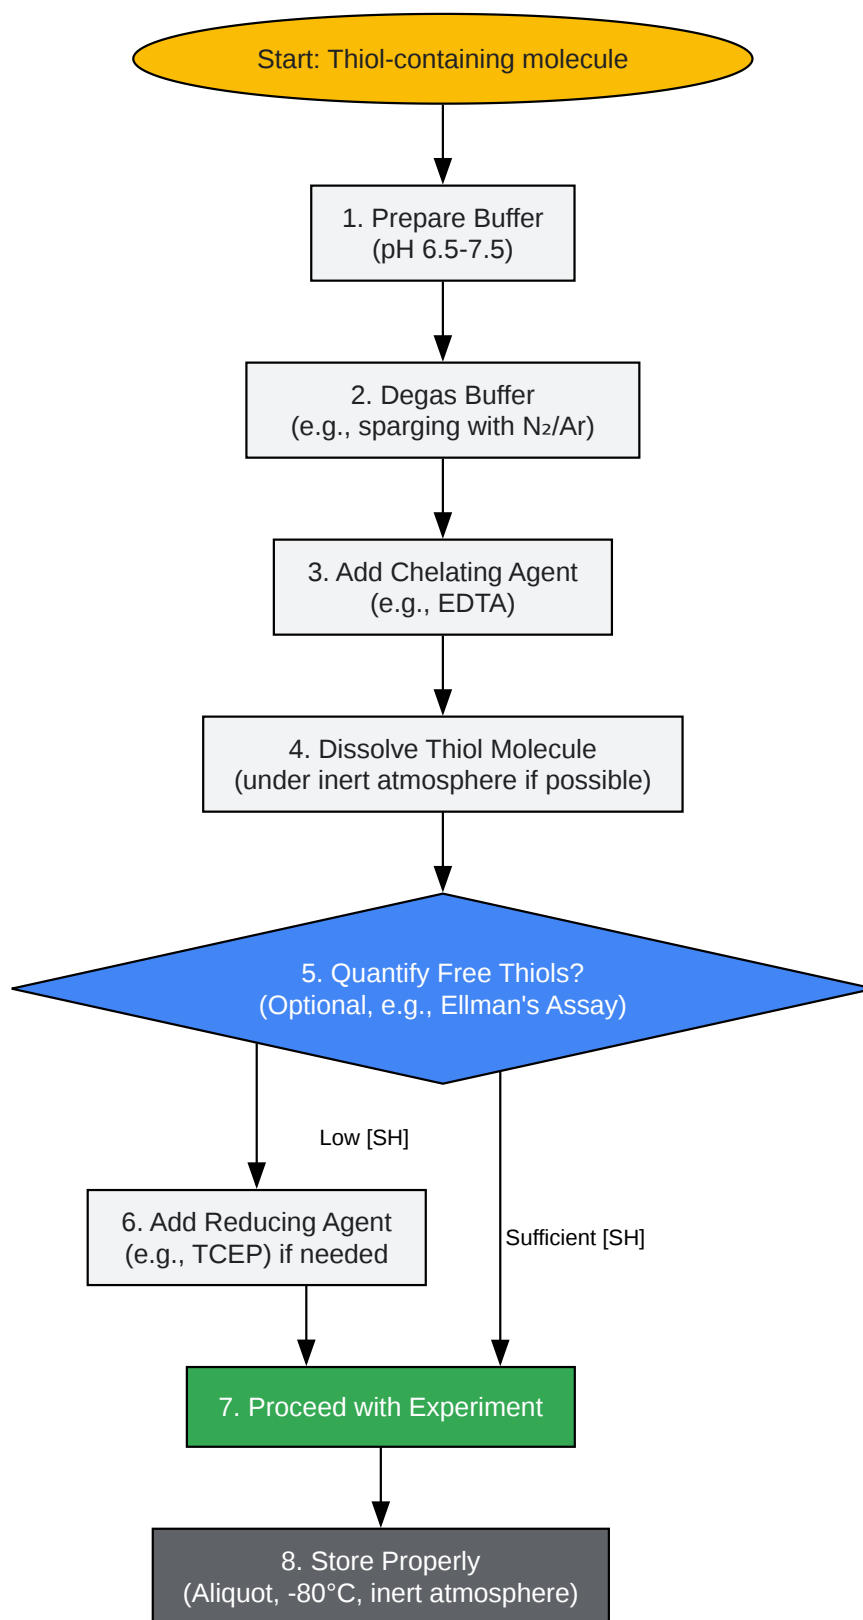 Start: Thiol-containing molecule
1. Prepare Buffer
(pH 6.5-7.5)
2. Degas Buffer
(e.g., sparging with N₂/Ar)
3. Add Chelating Agent
(e.g., EDTA)
4. Dissolve Thiol Molecule
(under inert atmosphere if possible)
5. Quantify Free Thiols?
(Optional, e.g., Ellman's Assay)
Low [SH]
6. Add Reducing Agent
(e.g., TCEP) if needed
Sufficient [SH]
7. Proceed with Experiment
8. Store Properly
(Aliquot, -80°C, inert atmosphere)